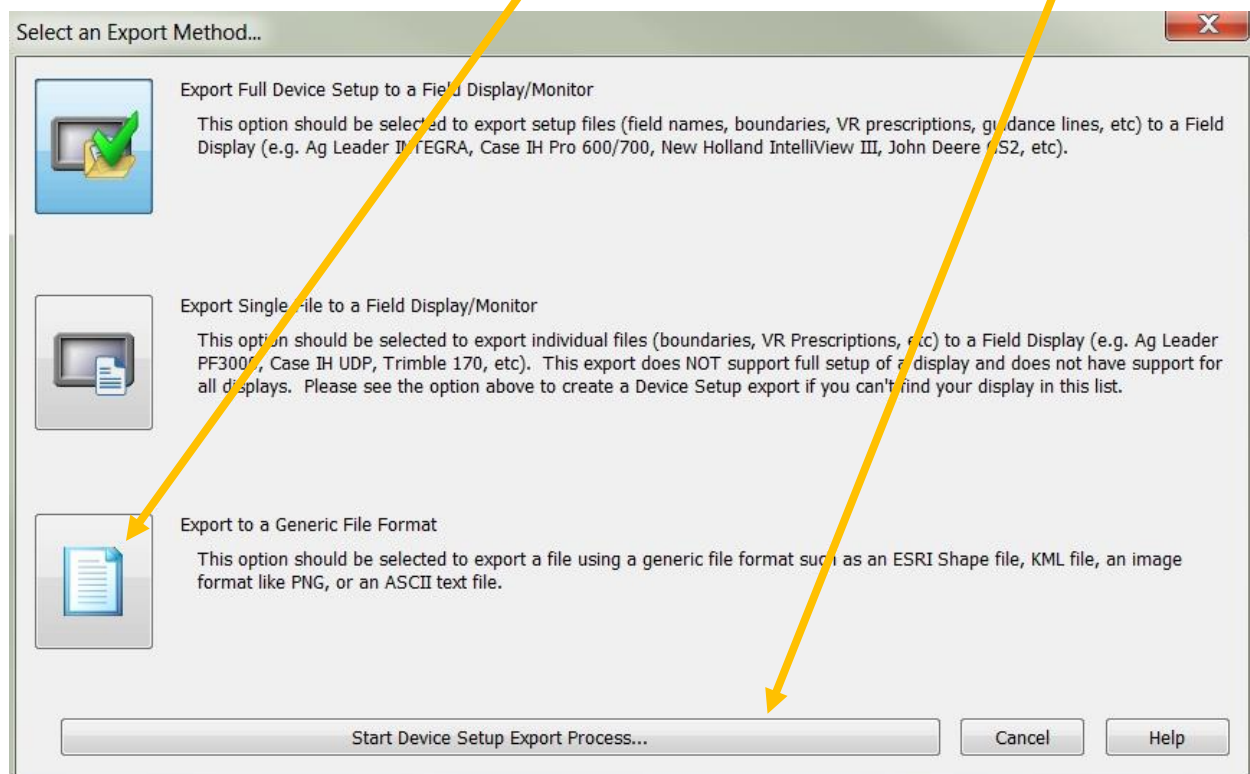 Select an Export Method...
X
Export Full Device Setup to a Field Display/Monitor
This option should be selected to export setup files (field names, boundaries, VR prescriptions, guidance lines, etc) to a Field
Display (e.g. Ag Leader INTEGRA, Case IH Pro 600/700, New Holland IntelliView III, John Deere GS2, etc).
Export Single File to a Field Display/Monitor
This option should be selected to export individual files (boundaries, VR Prescriptions, etc) to a Field Display (e.g. Ag Leader
PF3000, Case IH UDP, Trimble 170, etc). This export does NOT support full setup of a display and does not have support for
all displays. Please see the option above to create a Device Setup export if you can't find your display in this list.
Export to a Generic File Format
This option should be selected to export a file using a generic file format such as an ESRI Shape file, KML file, an image
format like PNG, or an ASCII text file.
Start Device Setup Export Process...
Cancel
Help